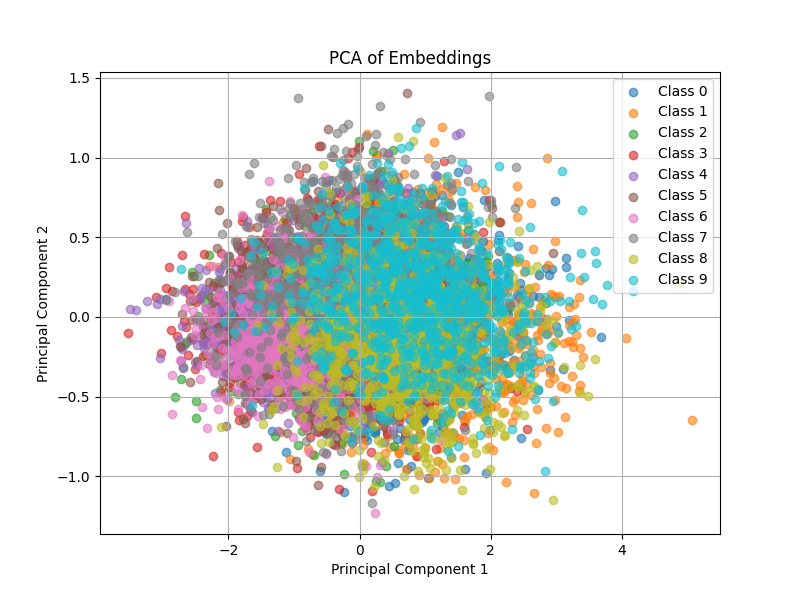 PCA of Embeddings
1.5
1.0
0.5
0.0
−0.5
−1.0
Principal Component 2
−2
0
2
4
Principal Component 1
Class 0
Class 1
Class 2
Class 3
Class 4
Class 5
Class 6
Class 7
Class 8
Class 9